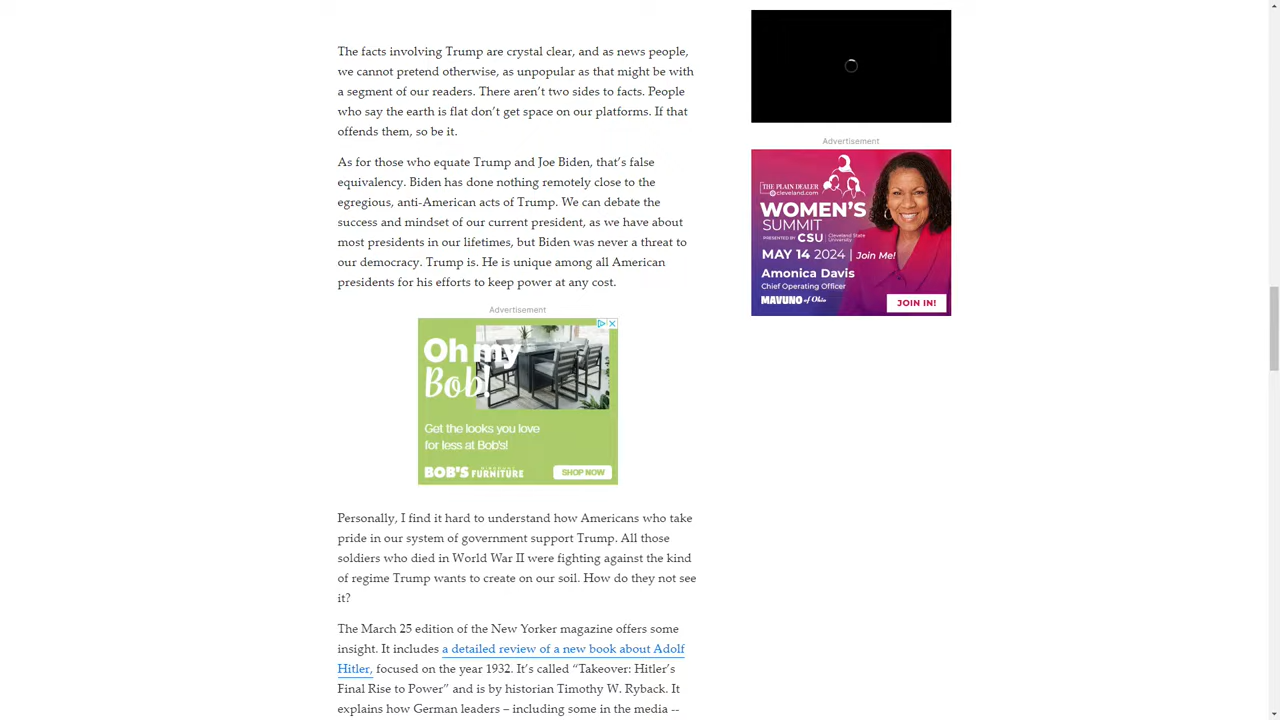 The facts involving Trump are crystal clear, and as news people,
we cannot pretend otherwise, as unpopular as that might be with
a segment of our readers. There aren’t two sides to facts. People
who say the earth is flat don’t get space on our platforms. If that
offends them, so be it.
As for those who equate Trump and Joe Biden, that’s false
equivalency. Biden has done nothing remotely close to the
egregious, anti-American acts of Trump. We can debate the
success and mindset of our current president, as we have about
most presidents in our lifetimes, but Biden was never a threat to
our democracy. Trump is. He is unique among all American
presidents for his efforts to keep power at any cost.
Advertisement
Oh my
Bob!
Get the looks you love
for less at Bob's!
BOB'S
FURNITURE
SHOP NOW
Personally, I find it hard to understand how Americans who take
pride in our system of government support Trump. All those
soldiers who died in World War II were fighting against the kind
of regime Trump wants to create on our soil. How do they not see
it?
The March 25 edition of the New Yorker magazine offers some
insight. It includes a detailed review of a new book about Adolf
Hitler, focused on the year 1932. It’s called “Takeover: Hitler’s
Final Rise to Power” and is by historian Timothy W. Ryback. It
explains how German leaders – including some in the media --
Advertisement
THE PLAIN DEALER
cleveland.com
WOMEN'S
SUMMIT
PRESENTED BY CSU Cleveland State University
MAY 14 2024 | Join Me!
Amonica Davis
Chief Operating Officer
MAVUNO of Ohio
JOIN IN!